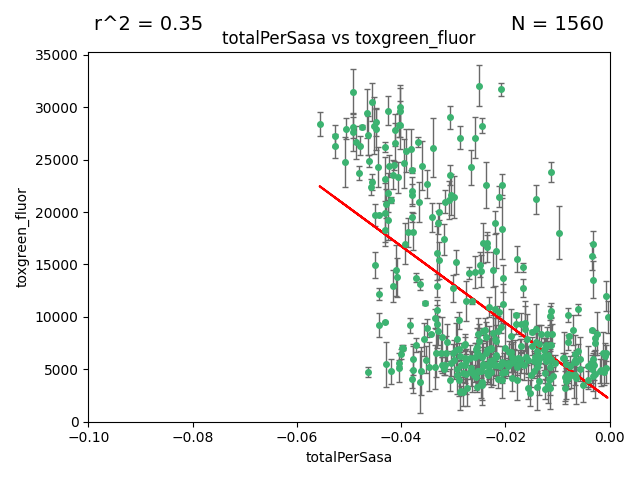 r^2 = 0.35
N = 1560
totalPerSasa vs toxgreen_fluor
35000
30000
25000
20000
15000
10000
5000
0
toxgreen_fluor
−0.10
−0.08
−0.06
−0.04
−0.02
0.00
totalPerSasa